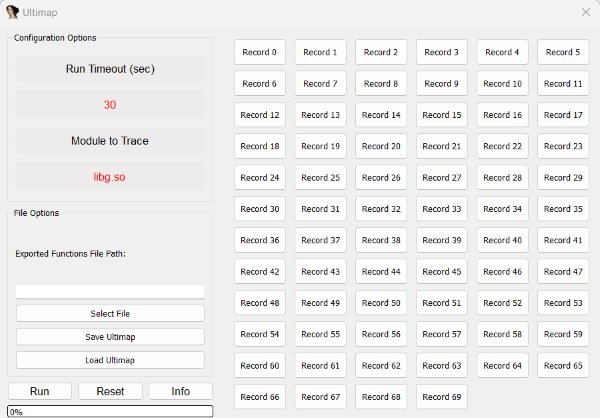 Ultimap
Configuration Options
Run Timeout (sec)
30
Module to Trace
libg.so
File Options
Exported Functions File Path:
Select File
Save Ultimap
Load Ultimap
Run Reset Info
0%
Record 0 Record 1 Record 2 Record 3 Record 4 Record 5
Record 6 Record 7 Record 8 Record 9 Record 10 Record 11
Record 12 Record 13 Record 14 Record 15 Record 16 Record 17
Record 18 Record 19 Record 20 Record 21 Record 22 Record 23
Record 24 Record 25 Record 26 Record 27 Record 28 Record 29
Record 30 Record 31 Record 32 Record 33 Record 34 Record 35
Record 36 Record 37 Record 38 Record 39 Record 40 Record 41
Record 42 Record 43 Record 44 Record 45 Record 46 Record 47
Record 48 Record 49 Record 50 Record 51 Record 52 Record 53
Record 54 Record 55 Record 56 Record 57 Record 58 Record 59
Record 60 Record 61 Record 62 Record 63 Record 64 Record 65
Record 66 Record 67 Record 68 Record 69